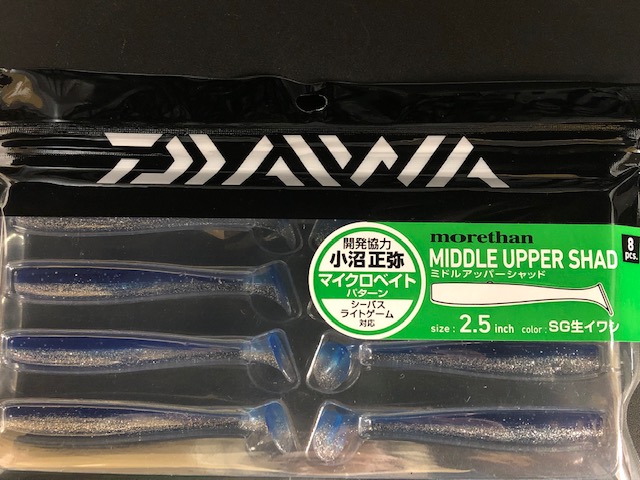 DAIWA
開発協力
小沼 正弥
マイクロベイト
パターン
シーバス
ライトゲーム
対応
morethan
MIDDLE UPPER SHAD
ミドルアッパーシャッド
8
pcs.
size : 2.5 inch color : SG生イワシ